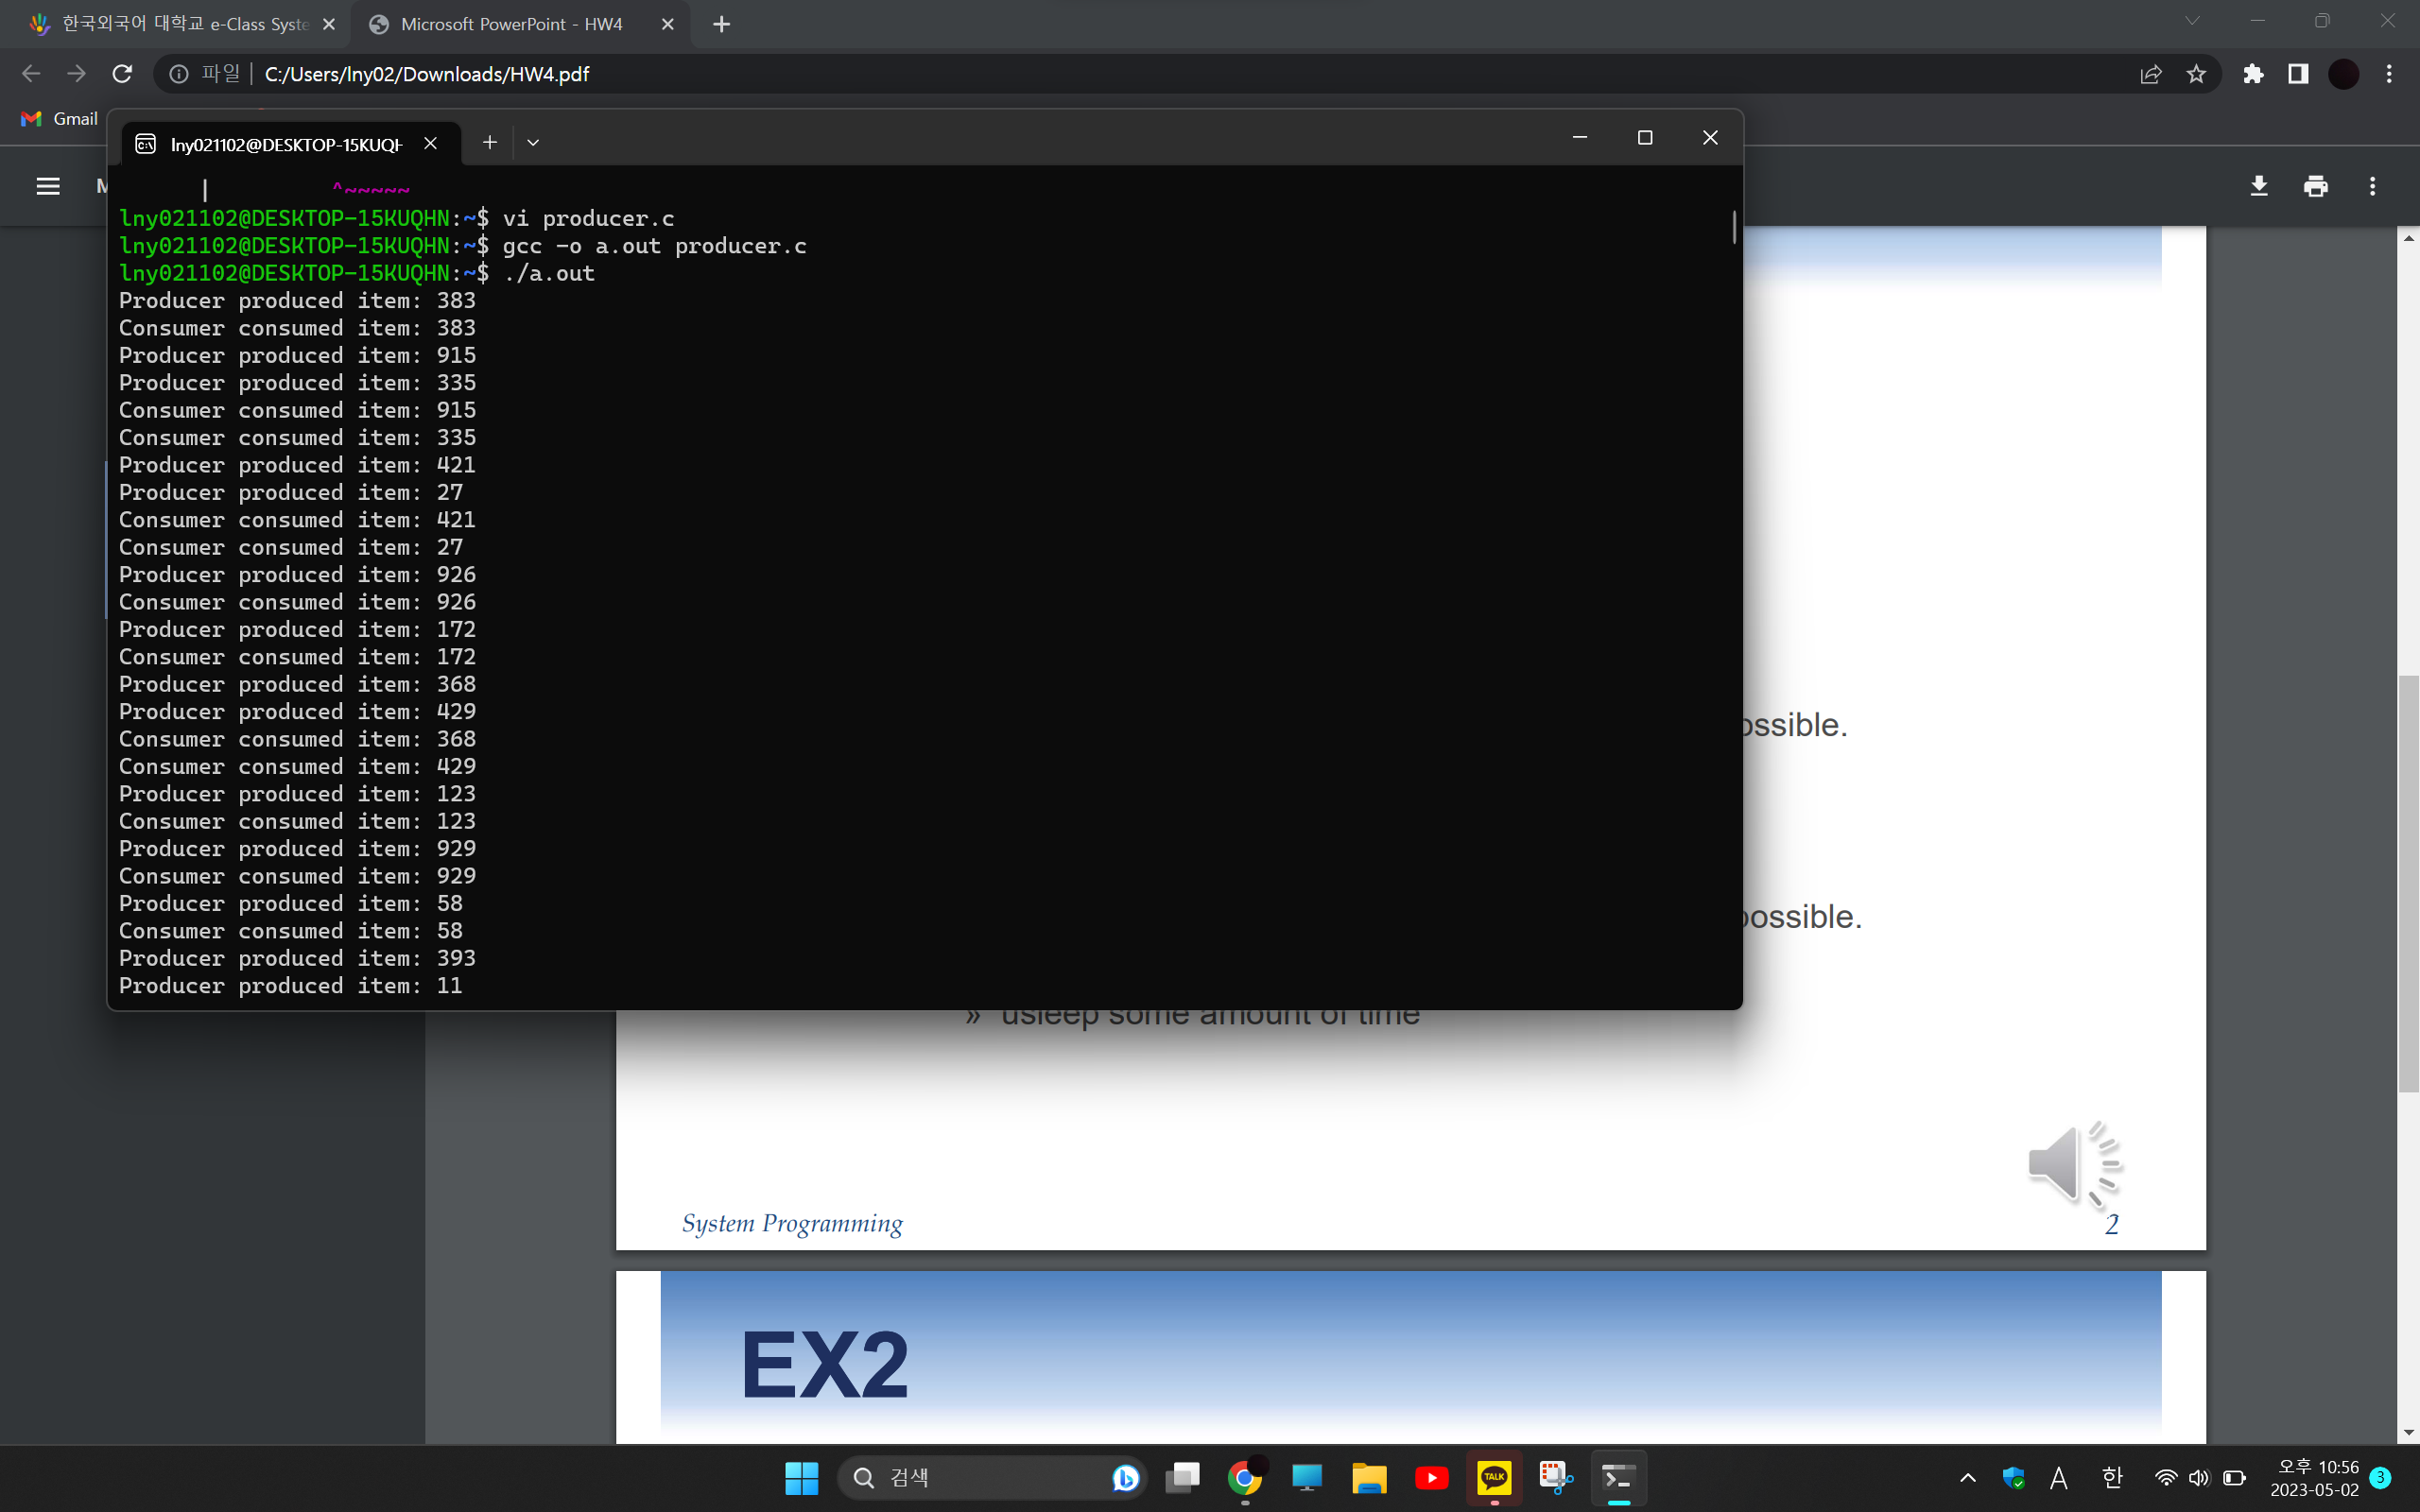 한국외국어 대학교 e-Class Syste
Microsoft PowerPoint - HW4
파일
C:/Users/lny02/Downloads/HW4.pdf
Gmail
lny021102@DESKTOP-15KUQH
M
| ^~~~~~
lny021102@DESKTOP-15KUQHN:~$ vi producer.c
lny021102@DESKTOP-15KUQHN:~$ gcc -o a.out producer.c
lny021102@DESKTOP-15KUQHN:~$ ./a.out
Producer produced item: 383
Consumer consumed item: 383
Producer produced item: 915
Producer produced item: 335
Consumer consumed item: 915
Consumer consumed item: 335
Producer produced item: 421
Producer produced item: 27
Consumer consumed item: 421
Consumer consumed item: 27
Producer produced item: 926
Consumer consumed item: 926
Producer produced item: 172
Consumer consumed item: 172
Producer produced item: 368
Producer produced item: 429
Consumer consumed item: 368
Consumer consumed item: 429
Producer produced item: 123
Consumer consumed item: 123
Producer produced item: 929
Consumer consumed item: 929
Producer produced item: 58
Consumer consumed item: 58
Producer produced item: 393
Producer produced item: 11
ossible.
possible.
» usleep some amount of time
System Programming
2
EX2
검색
TALK
A
한
오후 10:56
2023-05-02
3